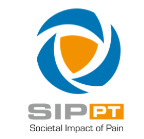 SIP PT
Societal Impact of Pain